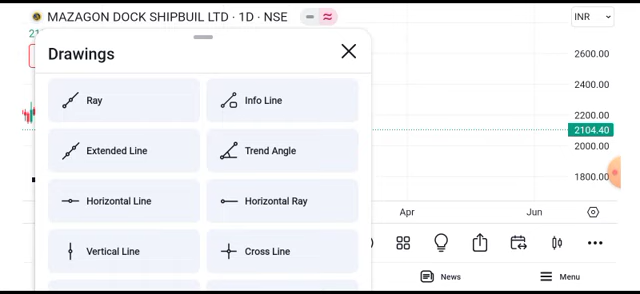 MAZAGON DOCK SHIPBUIL LTD · 1D · NSE
INR
Drawings
Ray
Info Line
Extended Line
Trend Angle
Horizontal Line
Horizontal Ray
Vertical Line
Cross Line
2600.00
2400.00
2200.00
2104.40
2000.00
1800.00
Apr
Jun
News
Menu